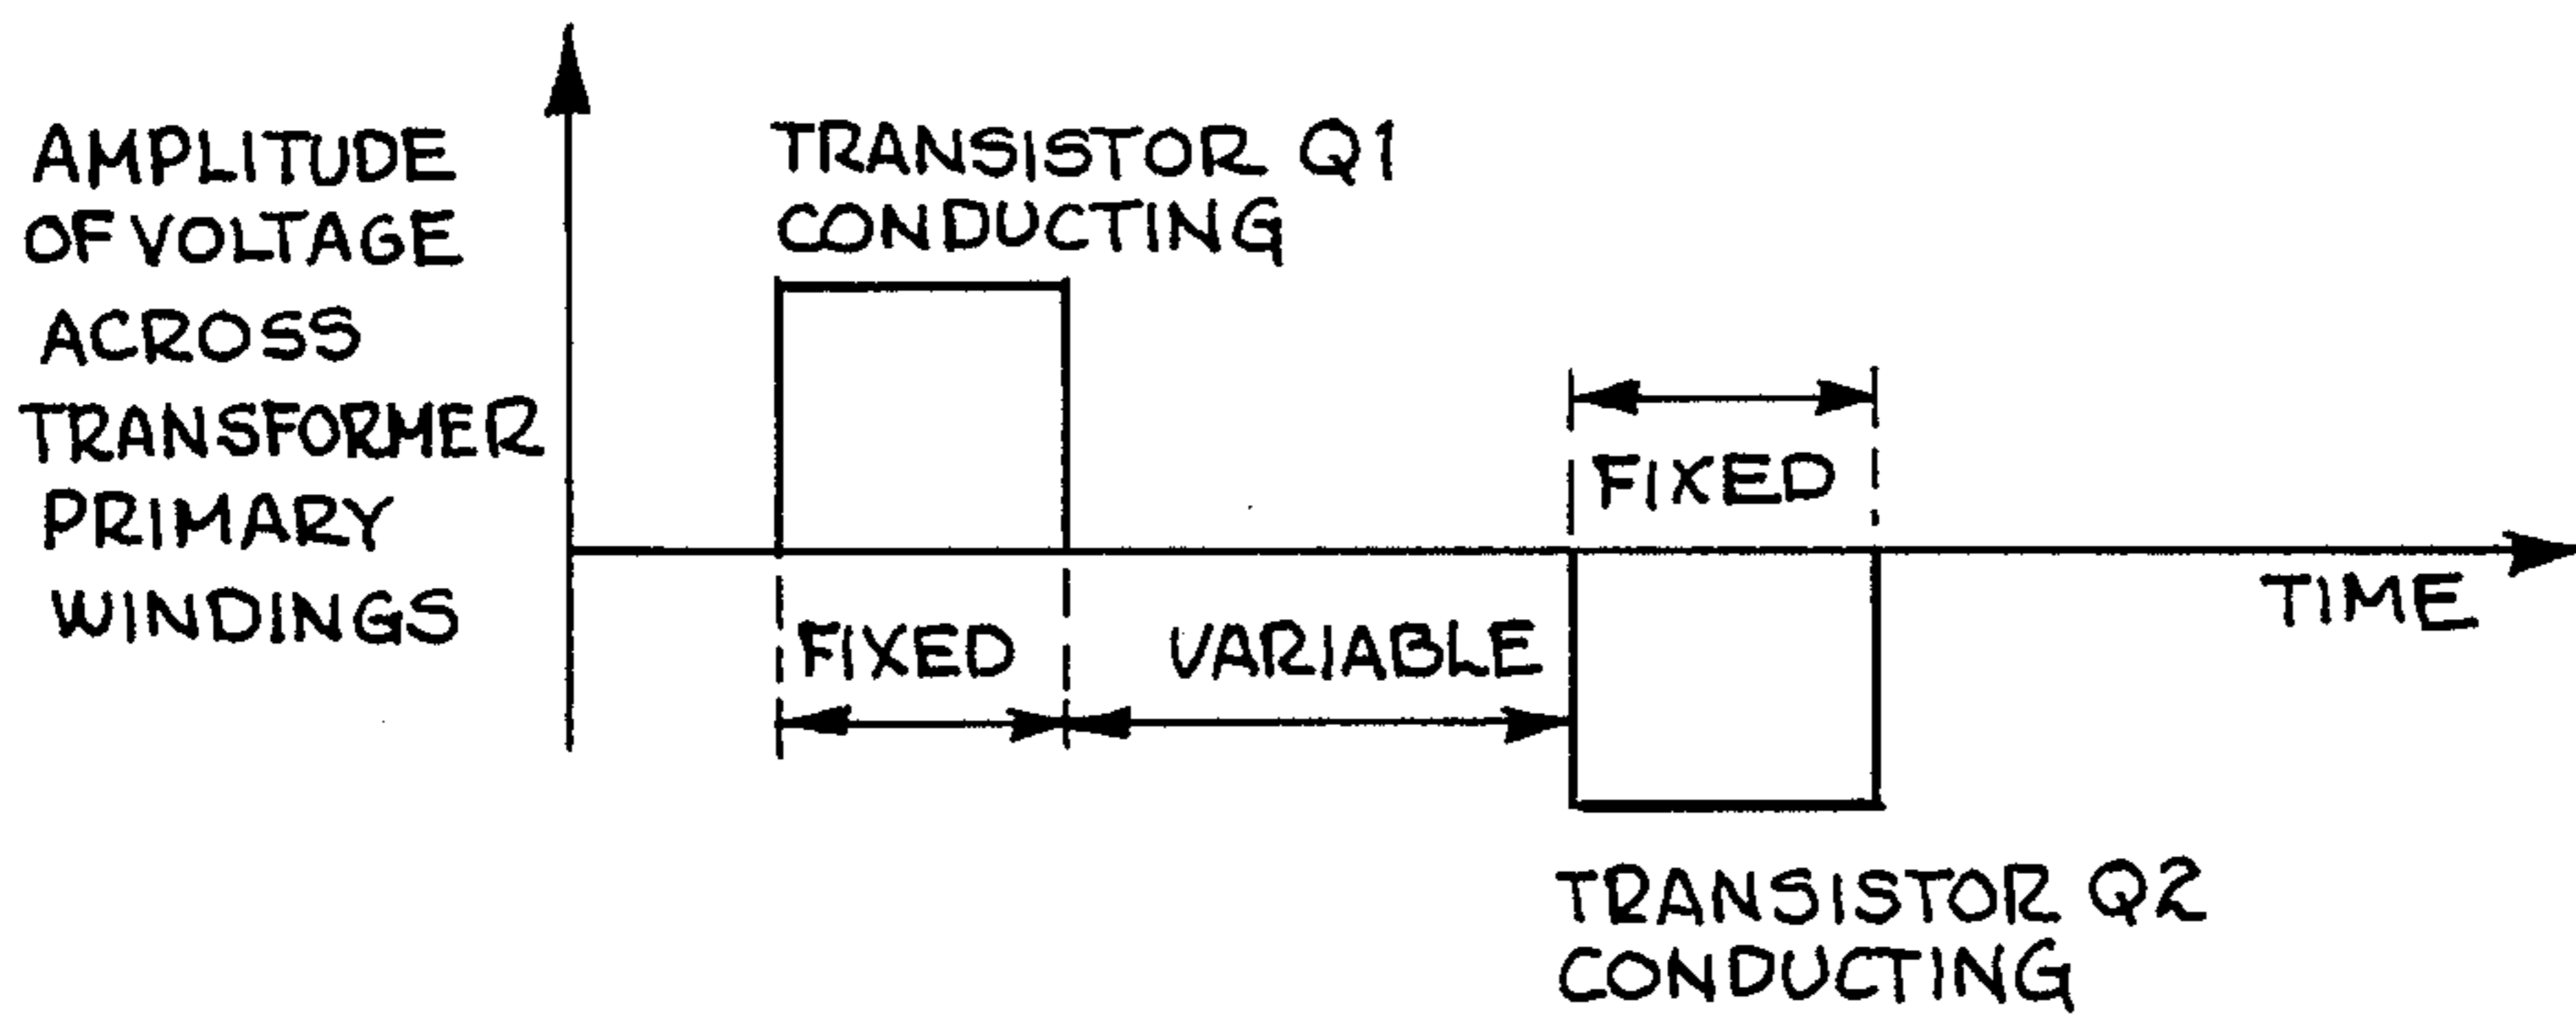 AMPLITUDE
OF VOLTAGE
ACROSS
TRANSFORMER
PRIMARY
WINDINGS
TRANSISTOR Q1
CONDUCTING
FIXED
FIXED
VARIABLE
TIME
TRANSISTOR Q2
CONDUCTING